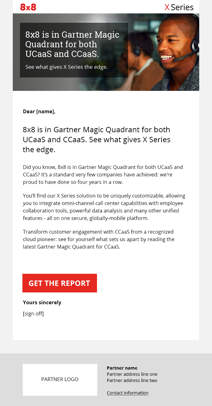 8x8
X Series
8x8 is in Gartner Magic
Quadrant for both
UCaaS and CCaaS.
See what gives X Series the edge.
Dear [name],
8x8 is in Gartner Magic Quadrant for both
UCaaS and CCaaS. See what gives X Series
the edge.
Did you know, 8x8 is in Gartner Magic Quadrant for both UCaaS and
CCaaS? It's a standard very few companies have achieved: we're
proud to have done so four years in a row.
You'll find our X Series solution to be uniquely customizable, allowing
you to integrate omni-channel call center capabilities with employee
collaboration tools, powerful data analysis and many other unified
features - all on one secure, globally-mobile platform.
Transform customer engagement with CCaaS from a recognized
cloud pioneer: see for yourself what sets us apart by reading the
latest Gartner Magic Quadrant for CCaaS report.
GET THE REPORT
Yours sincerely
[sign off]
PARTNER LOGO
Partner name
Partner address line one
Partner address line two
Contact information